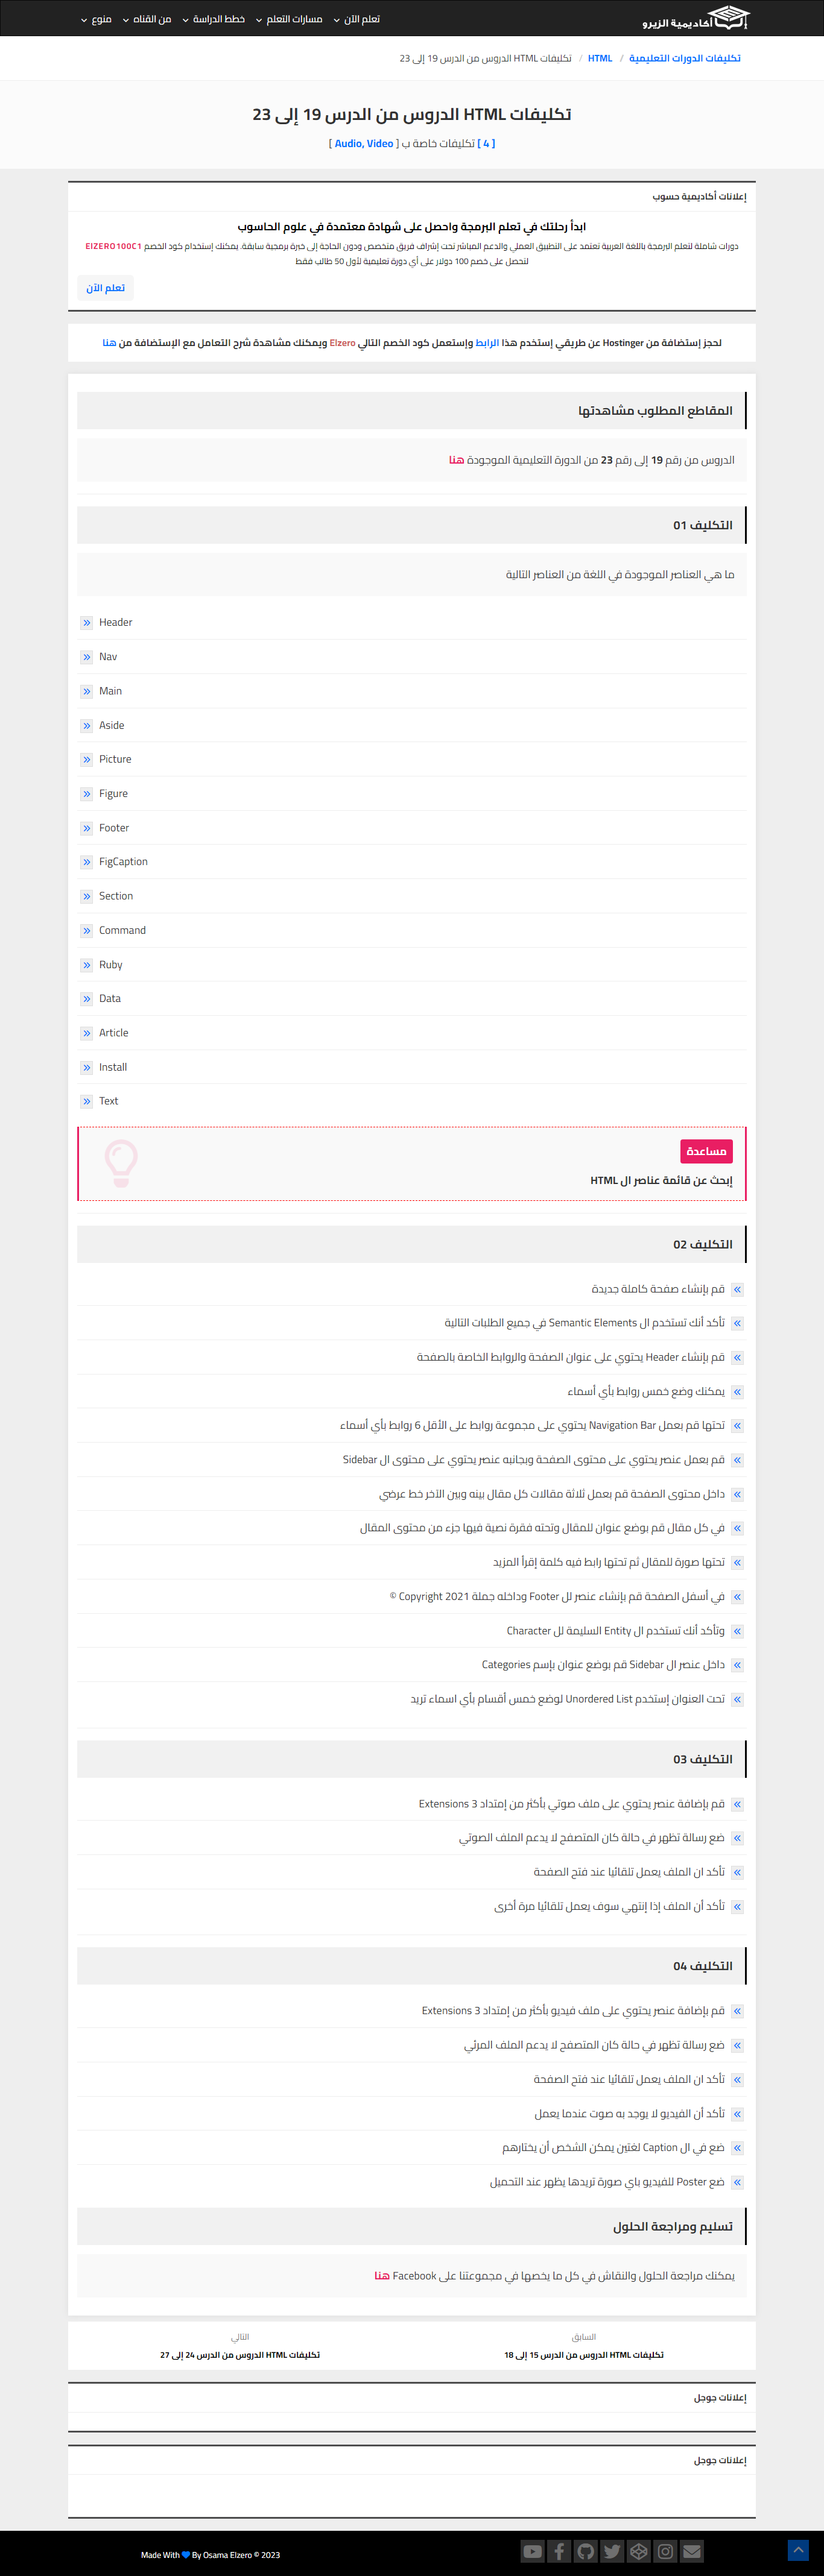 أكاديمية الزيرو
تعلم الآن
مسارات التعلم
خطط الدراسة
من القناه
منوع
تكليفات الدورات التعليمية / HTML / تكليفات HTML الدروس من الدرس 19 إلى 23
تكليفات HTML الدروس من الدرس 19 إلى 23
[ 4 ] تكليفات خاصة ب [ Audio, Video ]
إعلانات أكاديمية حسوب
ابدأ رحلتك في تعلم البرمجة واحصل على شهادة معتمدة في علوم الحاسوب
دورات شاملة لتعلم البرمجة باللغة العربية تعتمد على التطبيق العملي والدعم المباشر تحت إشراف فريق متخصص ودون الحاجة إلى خبرة برمجية سابقة. يمكنك إستخدام كود الخصم ElZERO100C1
لتحصل على خصم 100 دولار على أي دورة تعليمية لأول 50 طالب فقط
تعلم الآن
لحجز إستضافة من Hostinger عن طريقي إستخدم هذا الرابط وإستعمل كود الخصم التالي Elzero ويمكنك مشاهدة شرح التعامل مع الإستضافة من هنا
المقاطع المطلوب مشاهدتها
الدروس من رقم 19 إلى رقم 23 من الدورة التعليمية الموجودة هنا
التكليف 01
ما هي العناصر الموجودة في اللغة من العناصر التالية
Header
Nav
Main
Aside
Picture
Figure
Footer
FigCaption
Section
Command
Ruby
Data
Article
Install
Text
مساعدة
إبحث عن قائمة عناصر ال HTML
التكليف 02
قم بإنشاء صفحة كاملة جديدة
تأكد أنك تستخدم ال Semantic Elements في جميع الطلبات التالية
قم بإنشاء Header يحتوي على عنوان الصفحة والروابط الخاصة بالصفحة
يمكنك وضع خمس روابط بأي أسماء
تحتها قم بعمل Navigation Bar يحتوي على مجموعة روابط على الأقل 6 روابط بأي أسماء
قم بعمل عنصر يحتوي على محتوى الصفحة وبجانبه عنصر يحتوي على محتوى ال Sidebar
داخل محتوى الصفحة قم بعمل ثلاثة مقالات كل مقال بينه وبين الآخر خط عرضي
في كل مقال قم بوضع عنوان للمقال وتحته فقرة نصية فيها جزء من محتوى المقال
تحتها صورة للمقال ثم تحتها رابط فيه كلمة إقرأ المزيد
في أسفل الصفحة قم بإنشاء عنصر لل Footer وداخله جملة Copyright 2021 ©
وتأكد أنك تستخدم ال Entity السليمة لل Character
داخل عنصر ال Sidebar قم بوضع عنوان بإسم Categories
تحت العنوان إستخدم Unordered List لوضع خمس أقسام بأي اسماء تريد
التكليف 03
قم بإضافة عنصر يحتوي على ملف صوتي بأكثر من إمتداد 3 Extensions
ضع رسالة تظهر في حالة كان المتصفح لا يدعم الملف الصوتي
تأكد ان الملف يعمل تلقائيا عند فتح الصفحة
تأكد أن الملف إذا إنتهي سوف يعمل تلقائيا مرة أخرى
التكليف 04
قم بإضافة عنصر يحتوي على ملف فيديو بأكثر من إمتداد 3 Extensions
ضع رسالة تظهر في حالة كان المتصفح لا يدعم الملف المرئي
تأكد ان الملف يعمل تلقائيا عند فتح الصفحة
تأكد أن الفيديو لا يوجد به صوت عندما يعمل
ضع في ال Caption لغتين يمكن الشخص أن يختارهم
ضع Poster للفيديو باي صورة تريدها يظهر عند التحميل
تسليم ومراجعة الحلول
يمكنك مراجعة الحلول والنقاش في كل ما يخصها في مجموعتنا على Facebook هنا
السابق
تكليفات HTML الدروس من الدرس 15 إلى 18
التالي
تكليفات HTML الدروس من الدرس 24 إلى 27
إعلانات جوجل
إعلانات جوجل
Made With By Osama Elzero © 2023